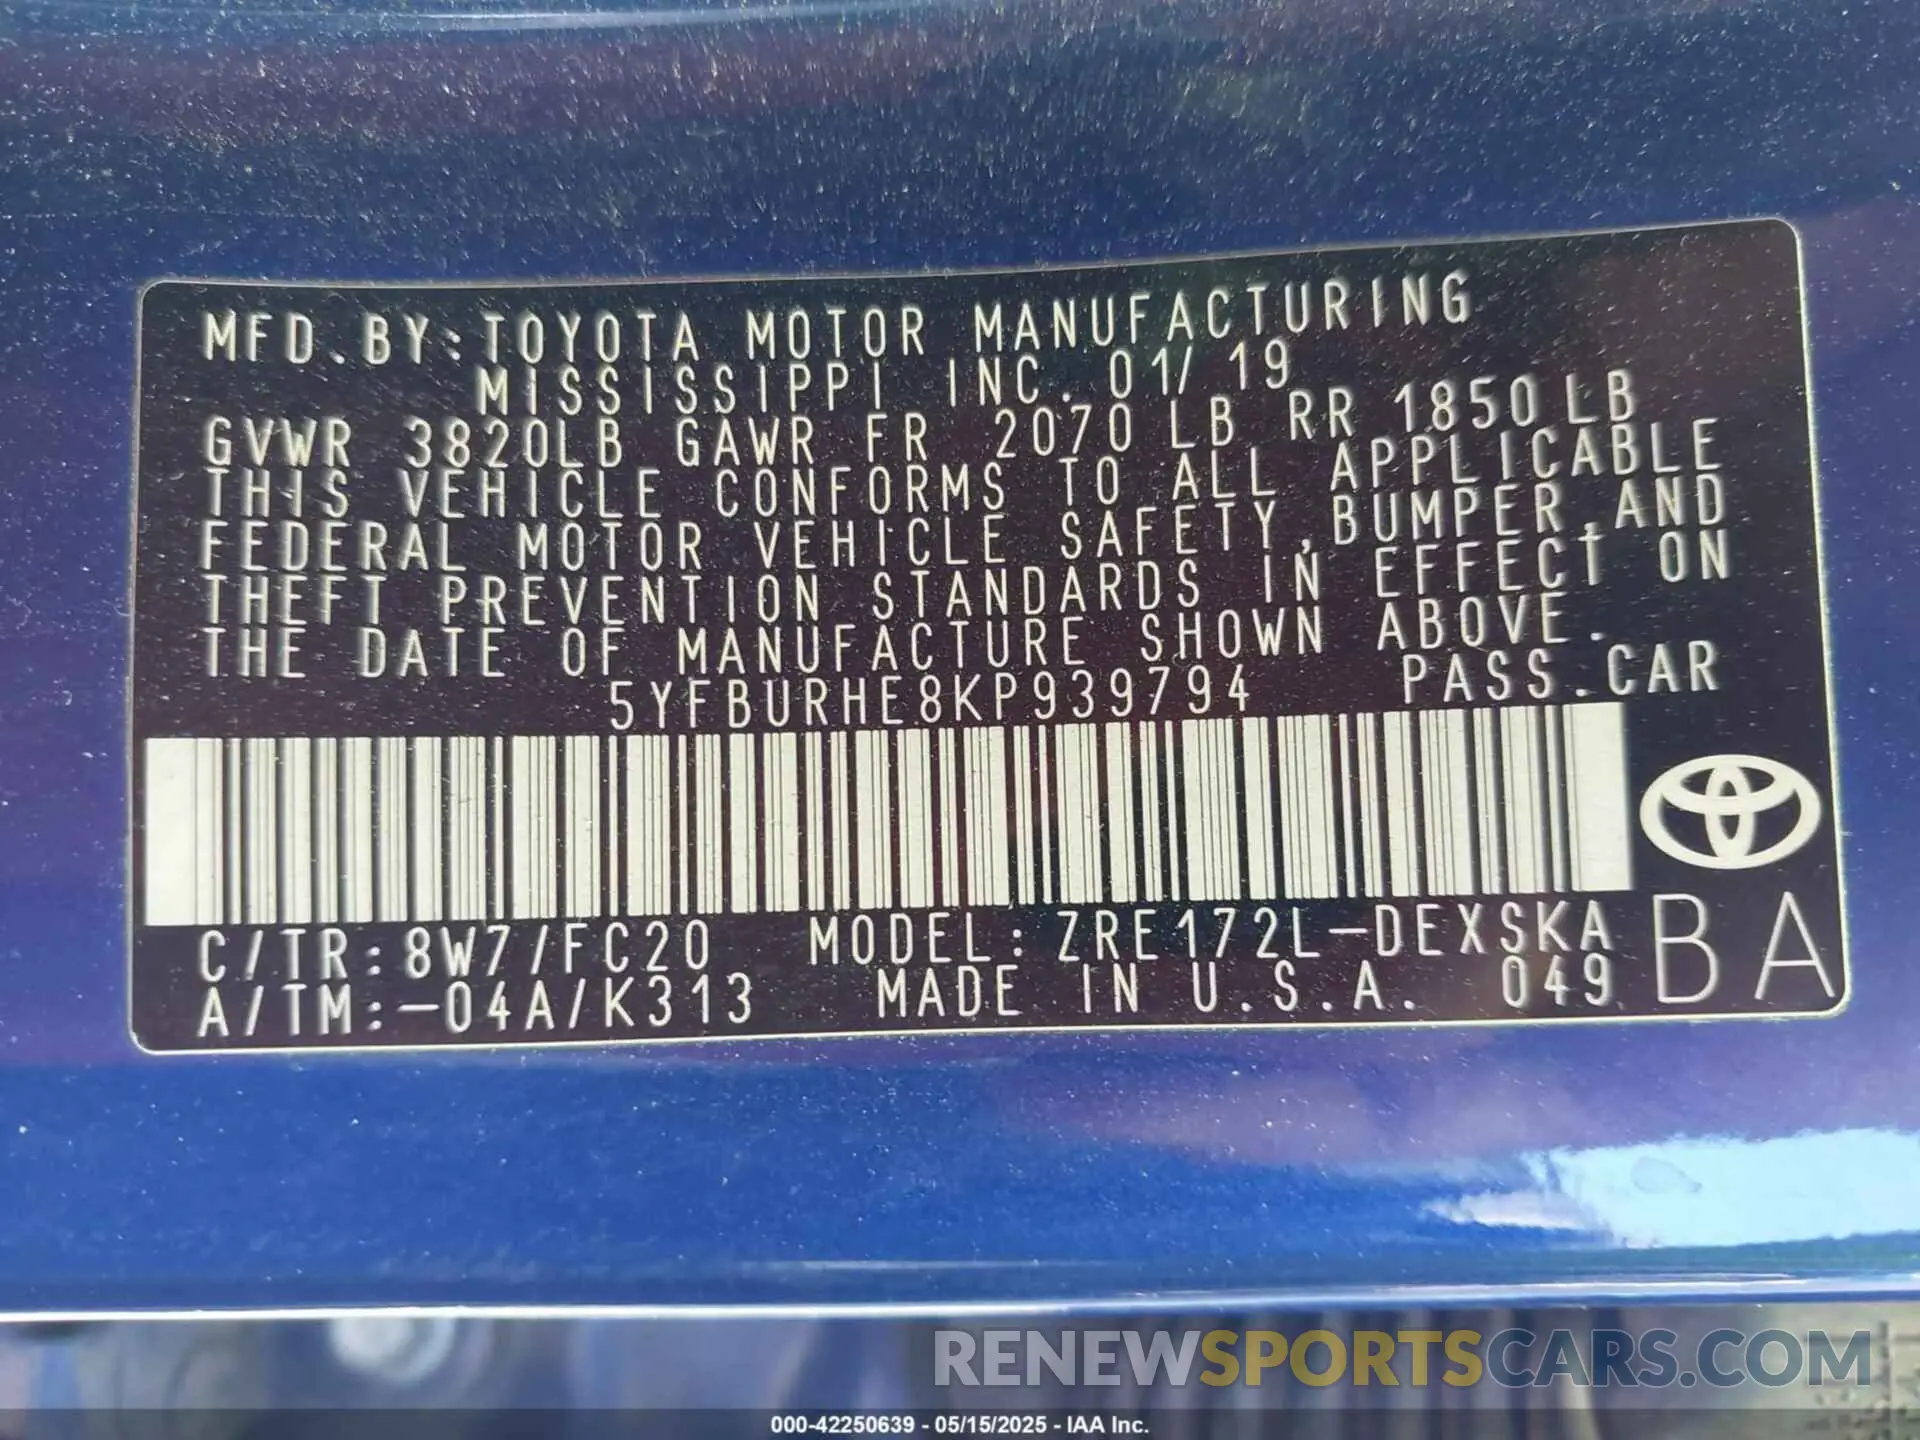 MFD.BY:TOYOTA MOTOR MANUFACTURING
MISSISSIPPI INC. 01/19
GVWR 3820LB GAWR FR 2070 LB RR 1850LB
THIS VEHICLE CONFORMS TO ALL APPLICABLE
FEDERAL MOTOR VEHICLE SAFETY,BUMPER,AND
THEFT PREVENTION STANDARDS IN EFFECT ON
THE DATE OF MANUFACTURE SHOWN ABOVE.
5YFBURHE8KP939794 PASS.CAR
C/TR:8W7/FC20 MODEL:ZRE172L-DEXSKA
A/TM:-04A/K313 MADE IN U.S.A. 049
BA
RENEWSPORTSCARS.COM
000-42250639 - 05/15/2025 - IAA Inc.